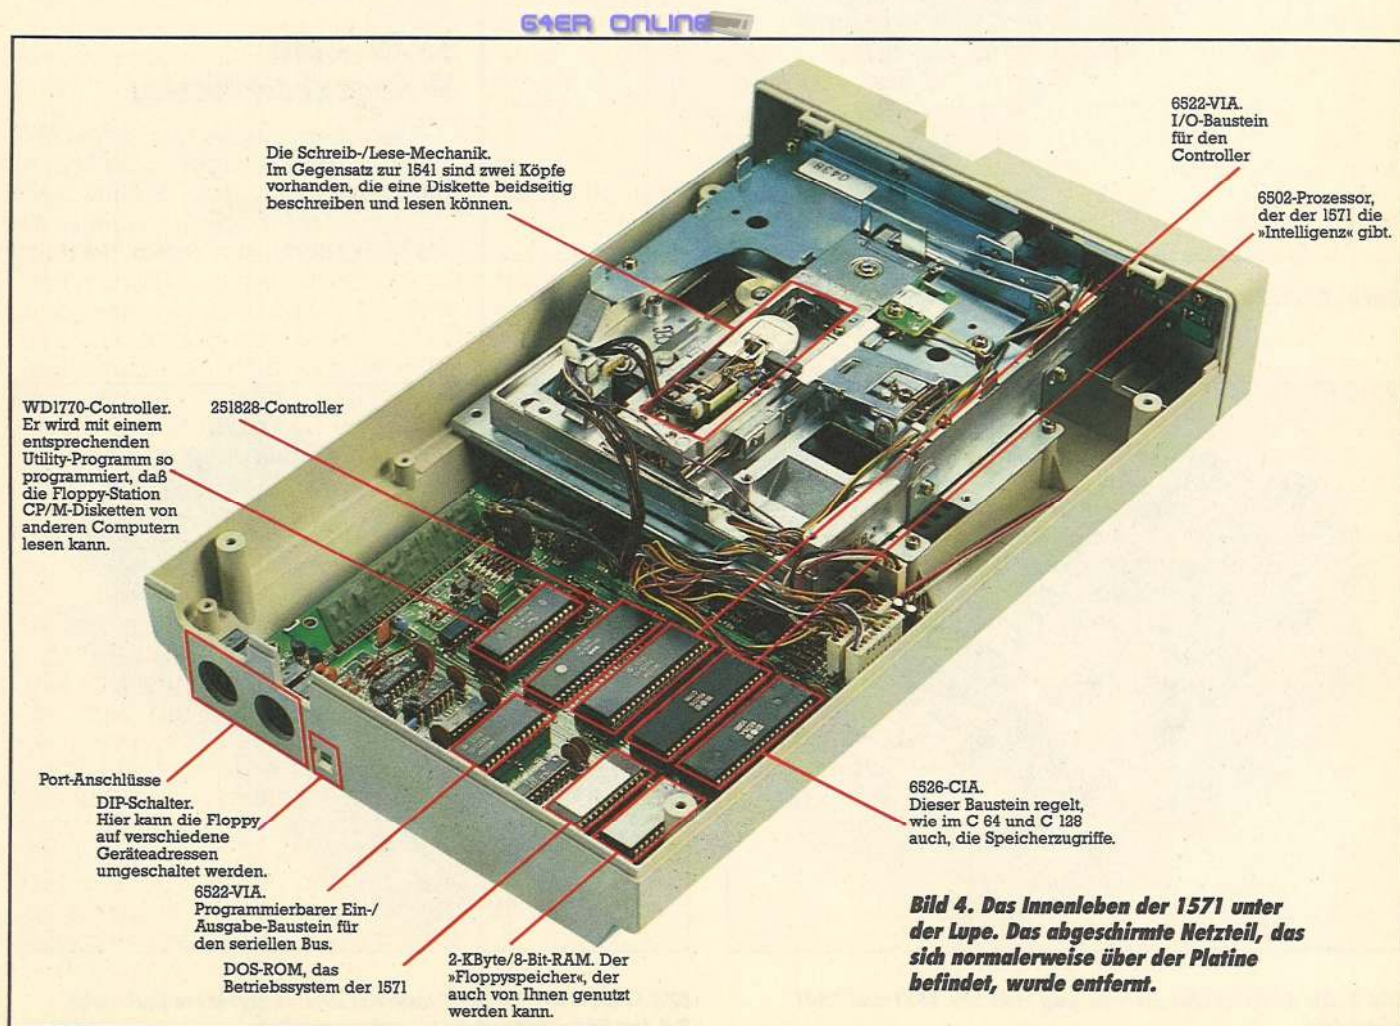 64ER ONLINE
Die Schreib-/Lese-Mechanik.
Im Gegensatz zur 1541 sind zwei Köpfe
vorhanden, die eine Diskette beidseitig
beschreiben und lesen können.
6522-VIA.
I/O-Baustein
für den
Controller
6502-Prozessor,
der der 1571 die
»Intelligenz« gibt.
WD1770-Controller.
Er wird mit einem
entsprechenden
Utility-Programm so
programmiert, daß
die Floppy-Station
CP/M-Disketten von
anderen Computern
lesen kann.
251828-Controller
Port-Anschlüsse
DIP-Schalter.
Hier kann die Floppy
auf verschiedene
Geräteadressen
umgeschaltet werden.
6522-VIA.
Programmierbarer Ein-/
Ausgabe-Baustein für
den seriellen Bus.
DOS-ROM, das
Betriebssystem der 1571
2-KByte/8-Bit-RAM. Der
»Floppyspeicher«, der
auch von Ihnen genutzt
werden kann.
6526-CIA.
Dieser Baustein regelt,
wie im C 64 und C 128
auch, die Speicherzugriffe.
Bild 4. Das Innenleben der 1571 unter
der Lupe. Das abgeschirmte Netzteil, das
sich normalerweise über der Platine
befindet, wurde entfernt.